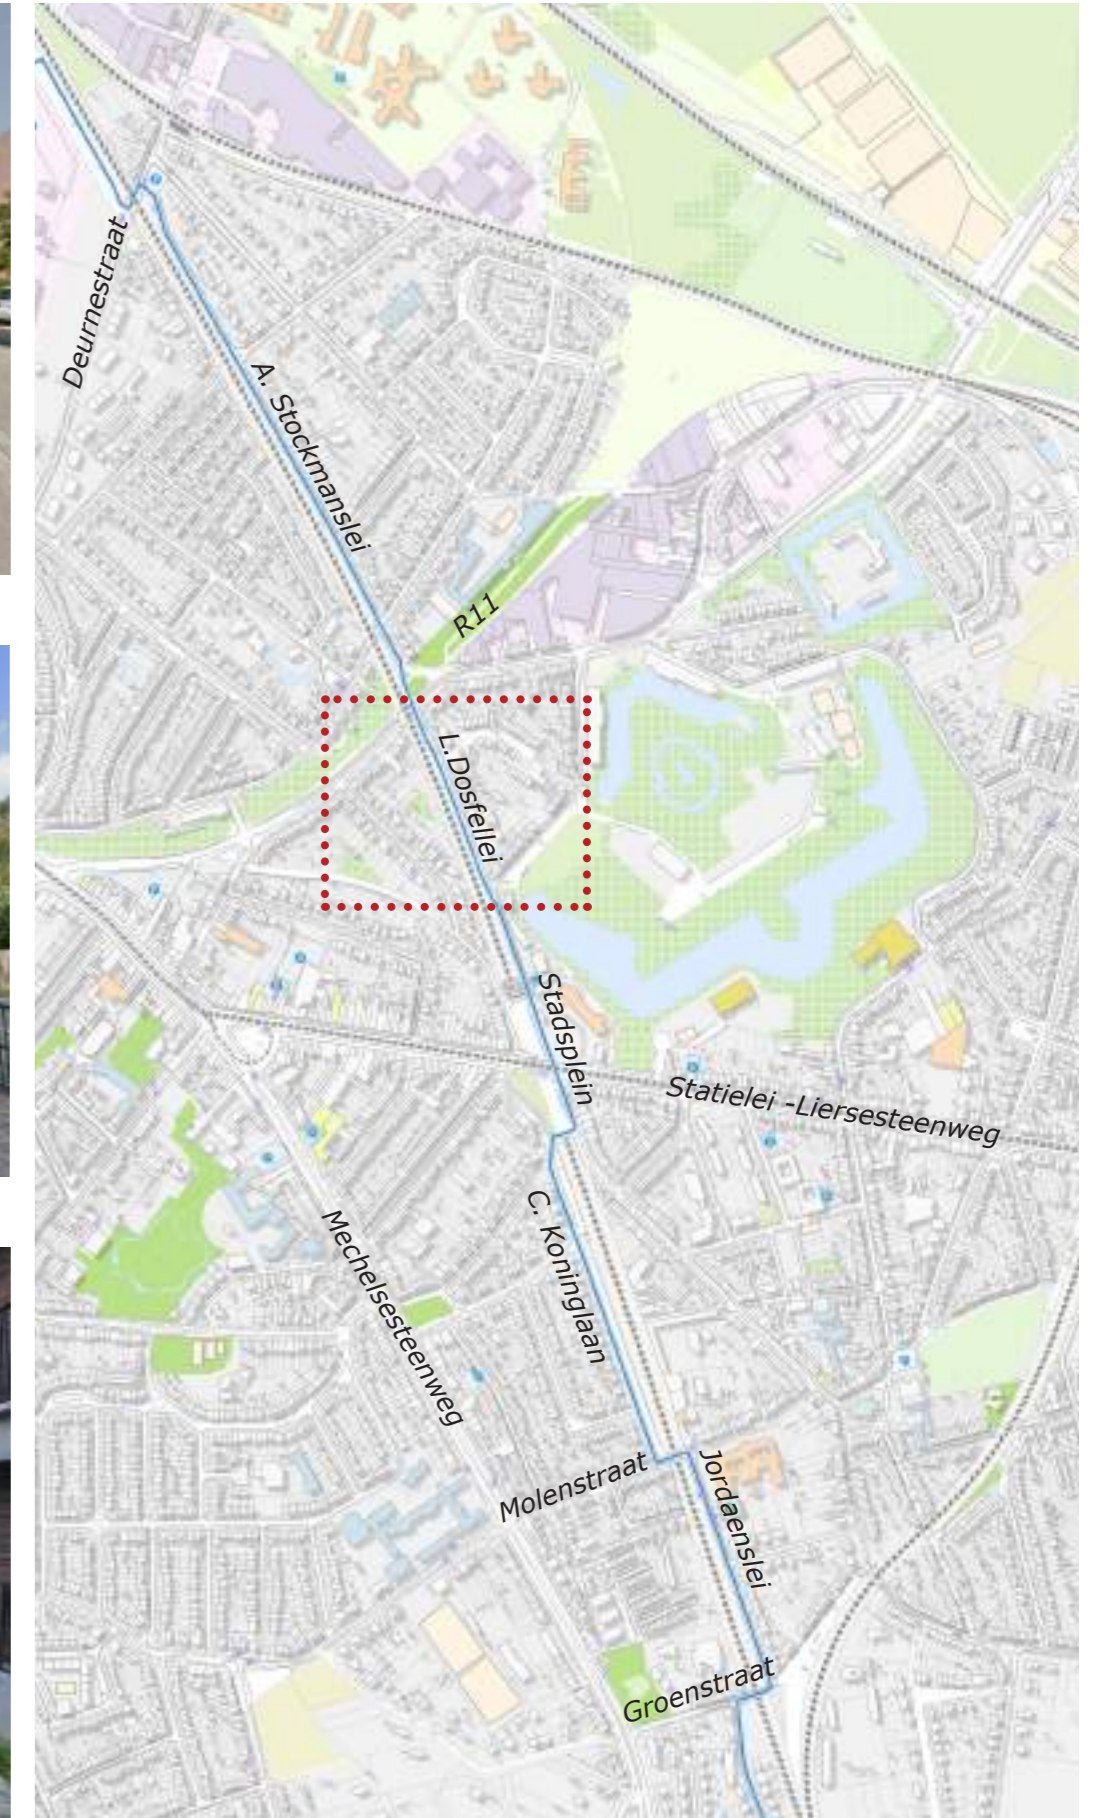 Deurnestraat
A. Stockmanslei
R11
L.Dosfellei
Stadsplein
Statielei -Liersesteenweg
C. Koninglaan
Mechelsesteenweg
Molenstraat
Jordaenslei
Groenstraat